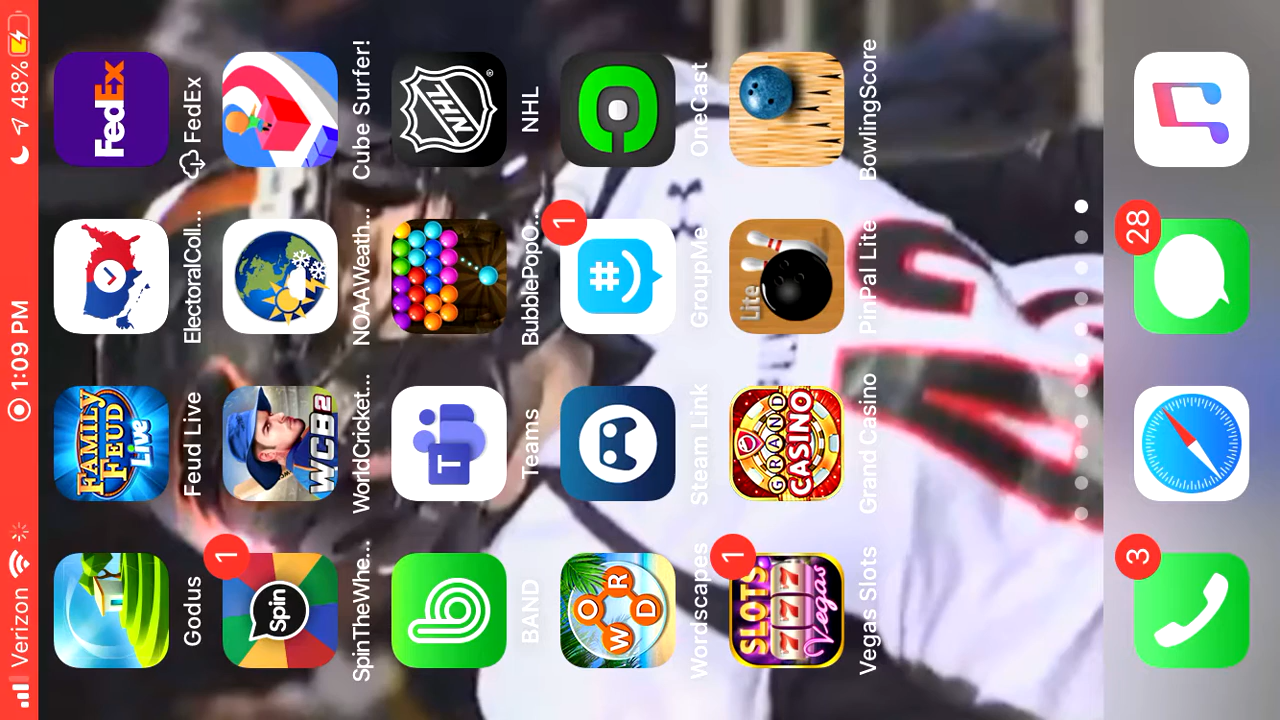 Verizon 1:09 PM 48%
FAMILY
FEUD
Live
FedEx
Godus Feud Live ElectoralColl... FedEx
1
Spin
WCB2
SpinTheWhe... WorldCricket... NOAAWeath... Cube Surfer!
T
NHL
BAND Teams BubblePopO... NHL
W O R D
#
1
Wordscapes Steam Link GroupMe OneCast
1
SLOTS
777
Vegas
GRAND
CASINO
Lite
Vegas Slots Grand Casino PinPal Lite BowlingScore
3
28